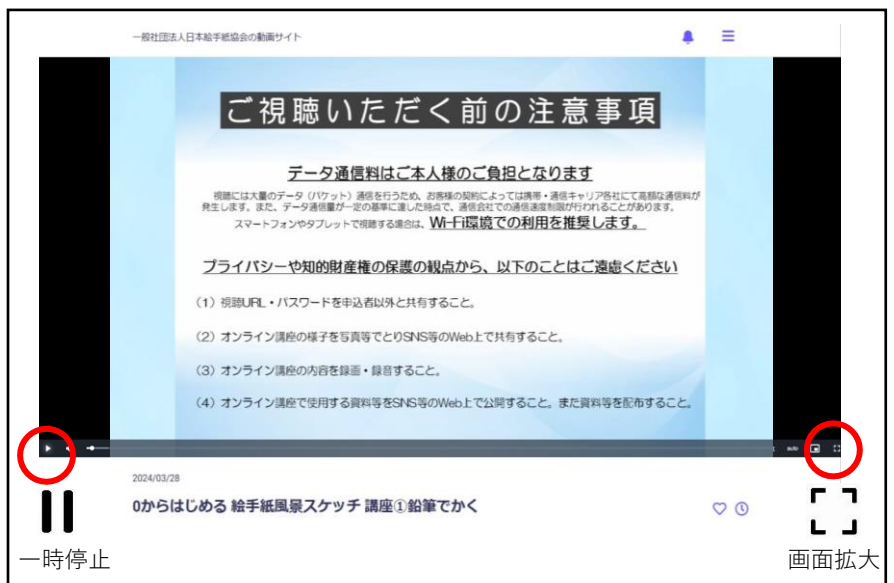 一般社団法人日本絵手紙協会の動画サイト
ご視聴いただく前の注意事項
データ通信料はご本人様のご負担となります
視聴には大量のデータ（パケット）通信を行うため、お客様の契約によっては携帯・通信キャリア各社にて高額な通信料が
発生します。また、データ通信量が一定の基準に達した時点で、通信会社での通信速度制限が行われることがあります。
スマートフォンやタブレットで視聴する場合は、Wi-Fi環境での利用を推奨します。
プライバシーや知的財産権の保護の観点から、以下のことはご遠慮ください
（1）視聴URL・パスワードを申込者以外と共有すること。
（2）オンライン講座の様子を写真等でとりSNS等のWeb上で共有すること。
（3）オンライン講座の内容を録画・録音すること。
（4）オンライン講座で使用する資料等をSNS等のWeb上で公開すること。また資料等を配布すること。
auto
2024/03/28
0からはじめる 絵手紙風景スケッチ 講座①鉛筆でかく
一時停止
画面拡大